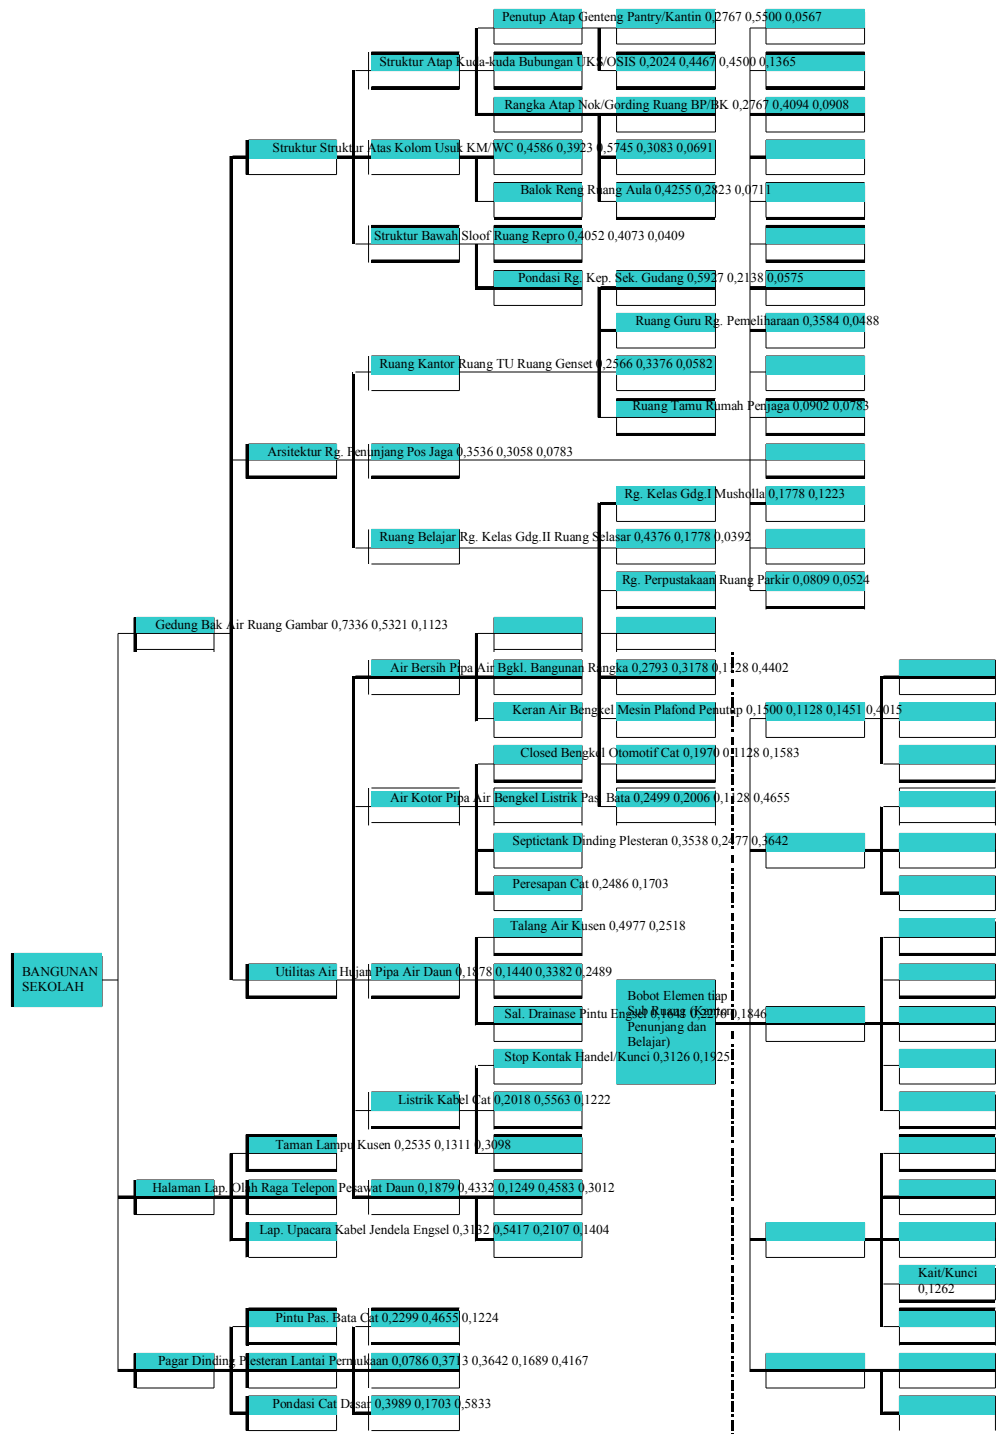 Penutup Atap Genteng Pantry/Kantin 0,2767 0,5500 0,0567
Struktur Atap Kuda-kuda Bubungan UKS/OSIS 0,2024 0,4467 0,4500 0,1365
Rangka Atap Nok/Gording Ruang BP/BK 0,2767 0,4094 0,0908
Struktur Struktur Atas Kolom Usuk KM/WC 0,4586 0,3923 0,5745 0,3083 0,0691
Balok Reng Ruang Aula 0,4255 0,2823 0,0711
Struktur Bawah Sloof Ruang Repro 0,4052 0,4073 0,0409
Pondasi Rg. Kep. Sek. Gudang 0,5927 0,2138 0,0575
Ruang Guru Rg. Pemeliharaan 0,3584 0,0488
Ruang Kantor Ruang TU Ruang Genset 0,2566 0,3376 0,0582
Ruang Tamu Rumah Penjaga 0,0902 0,0783
Arsitektur Rg. Penunjang Pos Jaga 0,3536 0,3058 0,0783
Rg. Kelas Gdg.I Musholla 0,1778 0,1223
Ruang Belajar Rg. Kelas Gdg.II Ruang Selasar 0,4376 0,1778 0,0392
Rg. Perpustakaan Ruang Parkir 0,0809 0,0524
Gedung Bak Air Ruang Gambar 0,7336 0,5321 0,1123
Air Bersih Pipa Air Bgkl. Bangunan Rangka 0,2793 0,3178 0,1128 0,4402
Keran Air Bengkel Mesin Plafond Penutup 0,1500 0,1128 0,1451 0,4015
Closed Bengkel Otomotif Cat 0,1970 0,1128 0,1583
Air Kotor Pipa Air Bengkel Listrik Pas. Bata 0,2499 0,2006 0,1128 0,4655
Septictank Dinding Plesteran 0,3538 0,2477 0,3642
Peresapan Cat 0,2486 0,1703
Talang Air Kusen 0,4977 0,2518
BANGUNAN
SEKOLAH
Utilitas Air Hujan Pipa Air Daun 0,1878 0,1440 0,3382 0,2489
Bobot Elemen tiap
Sub Ruang (Kantor,
Penunjang dan
Belajar)
Sal. Drainase Pintu Engsel 0,1641 0,2276 0,1846
Stop Kontak Handel/Kunci 0,3126 0,1925
Listrik Kabel Cat 0,2018 0,5563 0,1222
Taman Lampu Kusen 0,2535 0,1311 0,3098
Halaman Lap. Olah Raga Telepon Pesawat Daun 0,1879 0,4332 0,1249 0,4583 0,3012
Lap. Upacara Kabel Jendela Engsel 0,3132 0,5417 0,2107 0,1404
Kait/Kunci
0,1262
Pintu Pas. Bata Cat 0,2299 0,4655 0,1224
Pagar Dinding Plesteran Lantai Permukaan 0,0786 0,3713 0,3642 0,1689 0,4167
Pondasi Cat Dasar 0,3989 0,1703 0,5833